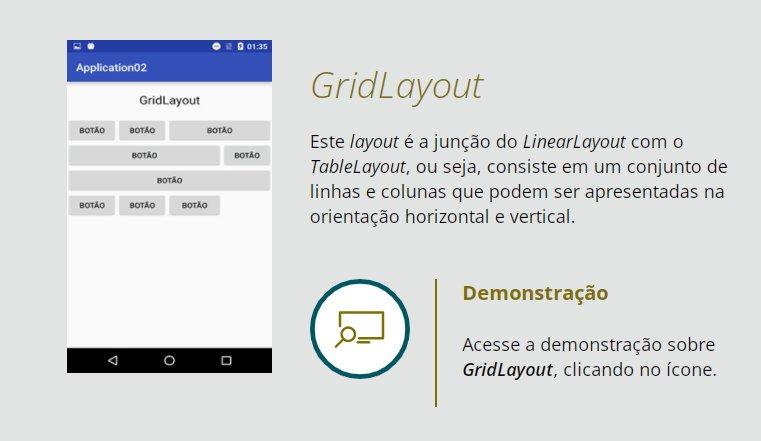 01:35
Application02
GridLayout
BOTÃO BOTÃO BOTÃO
BOTÃO BOTÃO
BOTÃO
BOTÃO BOTÃO BOTÃO
GridLayout
Este layout é a junção do LinearLayout com o
TableLayout, ou seja, consiste em um conjunto de
linhas e colunas que podem ser apresentadas na
orientação horizontal e vertical.
Demonstração
Acesse a demonstração sobre
GridLayout, clicando no ícone.